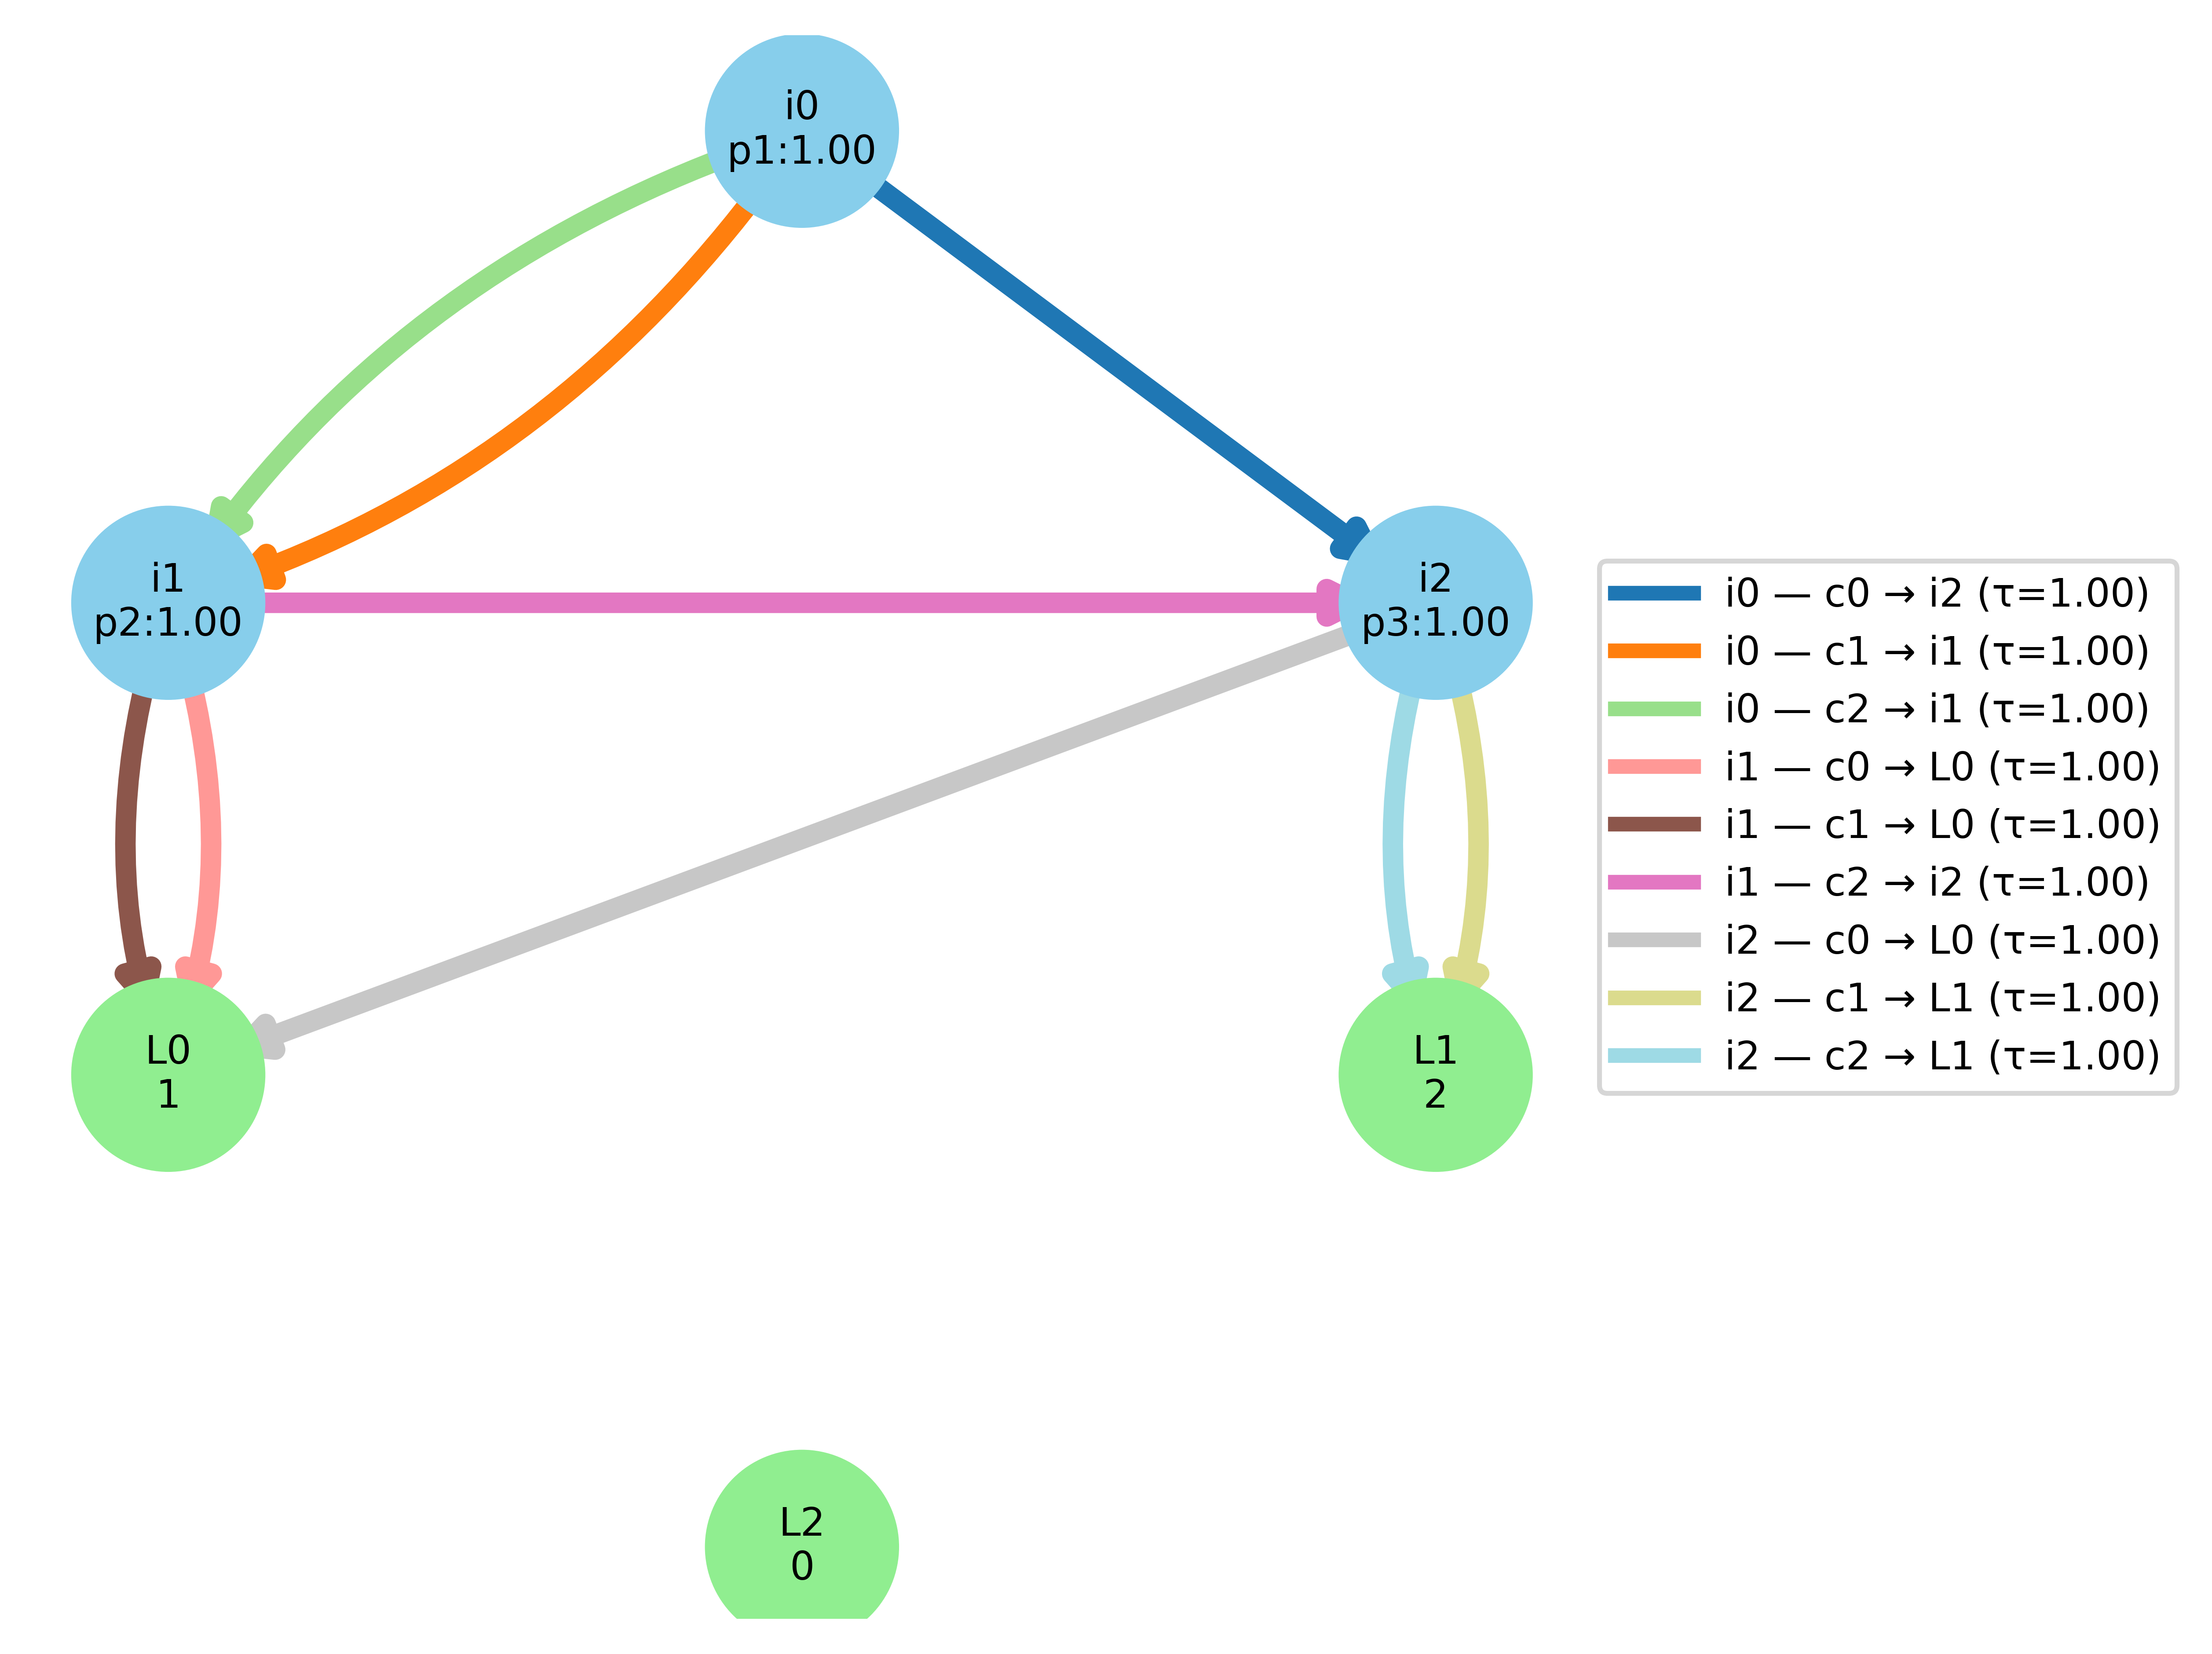 i0
p1:1.00
i1
p2:1.00
i2
p3:1.00
L0
1
L1
2
L2
0
i0 — c0 → i2 (τ=1.00)
i0 — c1 → i1 (τ=1.00)
i0 — c2 → i1 (τ=1.00)
i1 — c0 → L0 (τ=1.00)
i1 — c1 → L0 (τ=1.00)
i1 — c2 → i2 (τ=1.00)
i2 — c0 → L0 (τ=1.00)
i2 — c1 → L1 (τ=1.00)
i2 — c2 → L1 (τ=1.00)